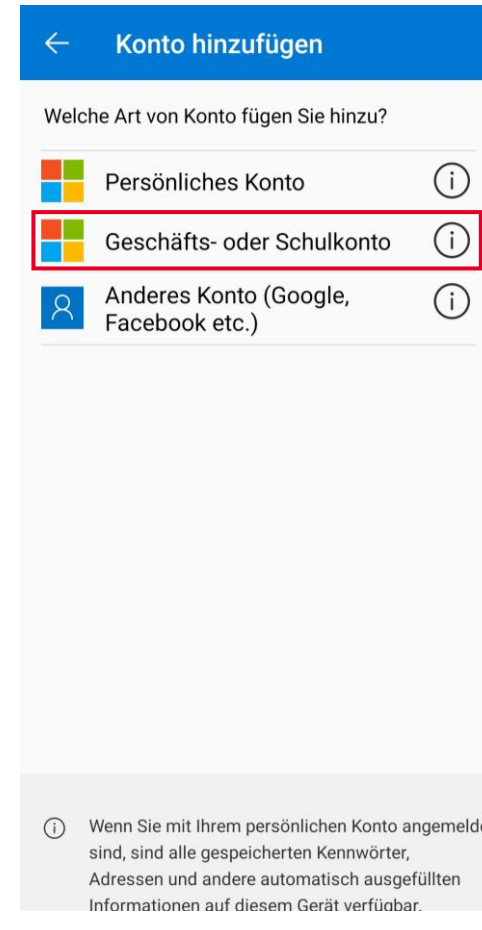 Konto hinzufügen
Welche Art von Konto fügen Sie hinzu?
Persönliches Konto
Geschäfts- oder Schulkonto
Anderes Konto (Google,
Facebook etc.)
Wenn Sie mit Ihrem persönlichen Konto angemelde
sind, sind alle gespeicherten Kennwörter,
Adressen und andere automatisch ausgefüllten
Informationen auf diesem Gerät verfügbar.